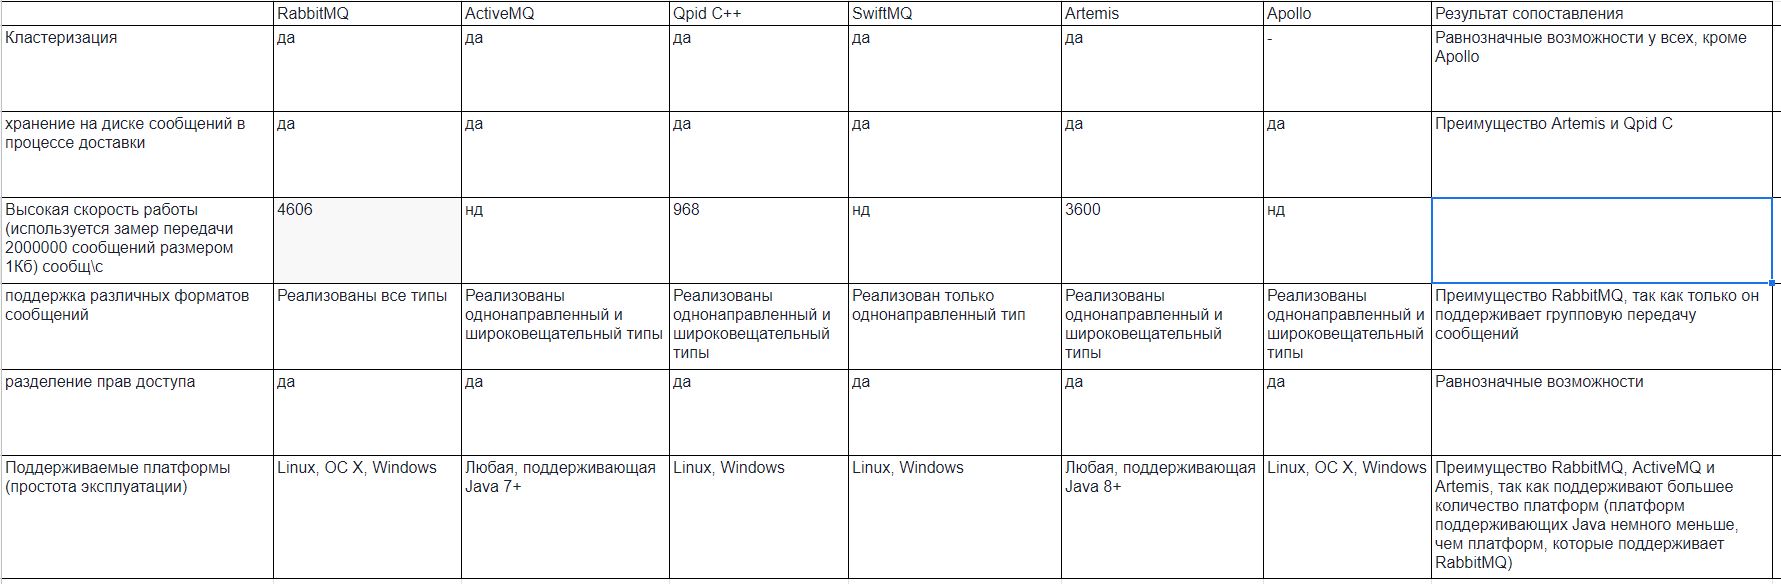 RabbitMQ
ActiveMQ
Qpid C++
SwiftMQ
Artemis
Apollo
Результат сопоставления
Кластеризация
да
да
да
да
да
-
Равнозначные возможности у всех, кроме
Apollo
хранение на диске сообщений в
процессе доставки
да
да
да
да
да
да
Преимущество Artemis и Qpid C
Высокая скорость работы
(используется замер передачи
2000000 сообщений размером
1Кб) сообщ\с
4606
нд
968
нд
3600
нд
поддержка различных форматов
сообщений
Реализованы все типы
Реализованы
однонаправленный и
широковещательный типы
Реализованы
однонаправленный и
широковещательный
типы
Реализован только
однонаправленный тип
Реализованы
однонаправленный и
широковещательный
типы
Реализованы
однонаправленный и
широковещательный
типы
Преимущество RabbitMQ, так как только он
поддерживает групповую передачу
сообщений
разделение прав доступа
да
да
да
да
да
да
Равнозначные возможности
Поддерживаемые платформы
(простота эксплуатации)
Linux, ОС X, Windows
Любая, поддерживающая
Java 7+
Linux, Windows
Linux, Windows
Любая, поддерживающая
Java 8+
Linux, ОС X, Windows
Преимущество RabbitMQ, ActiveMQ и
Artemis, так как поддерживают большее
количество платформ (платформ
поддерживающих Java немного меньше,
чем платформ, которые поддерживает
RabbitMQ)